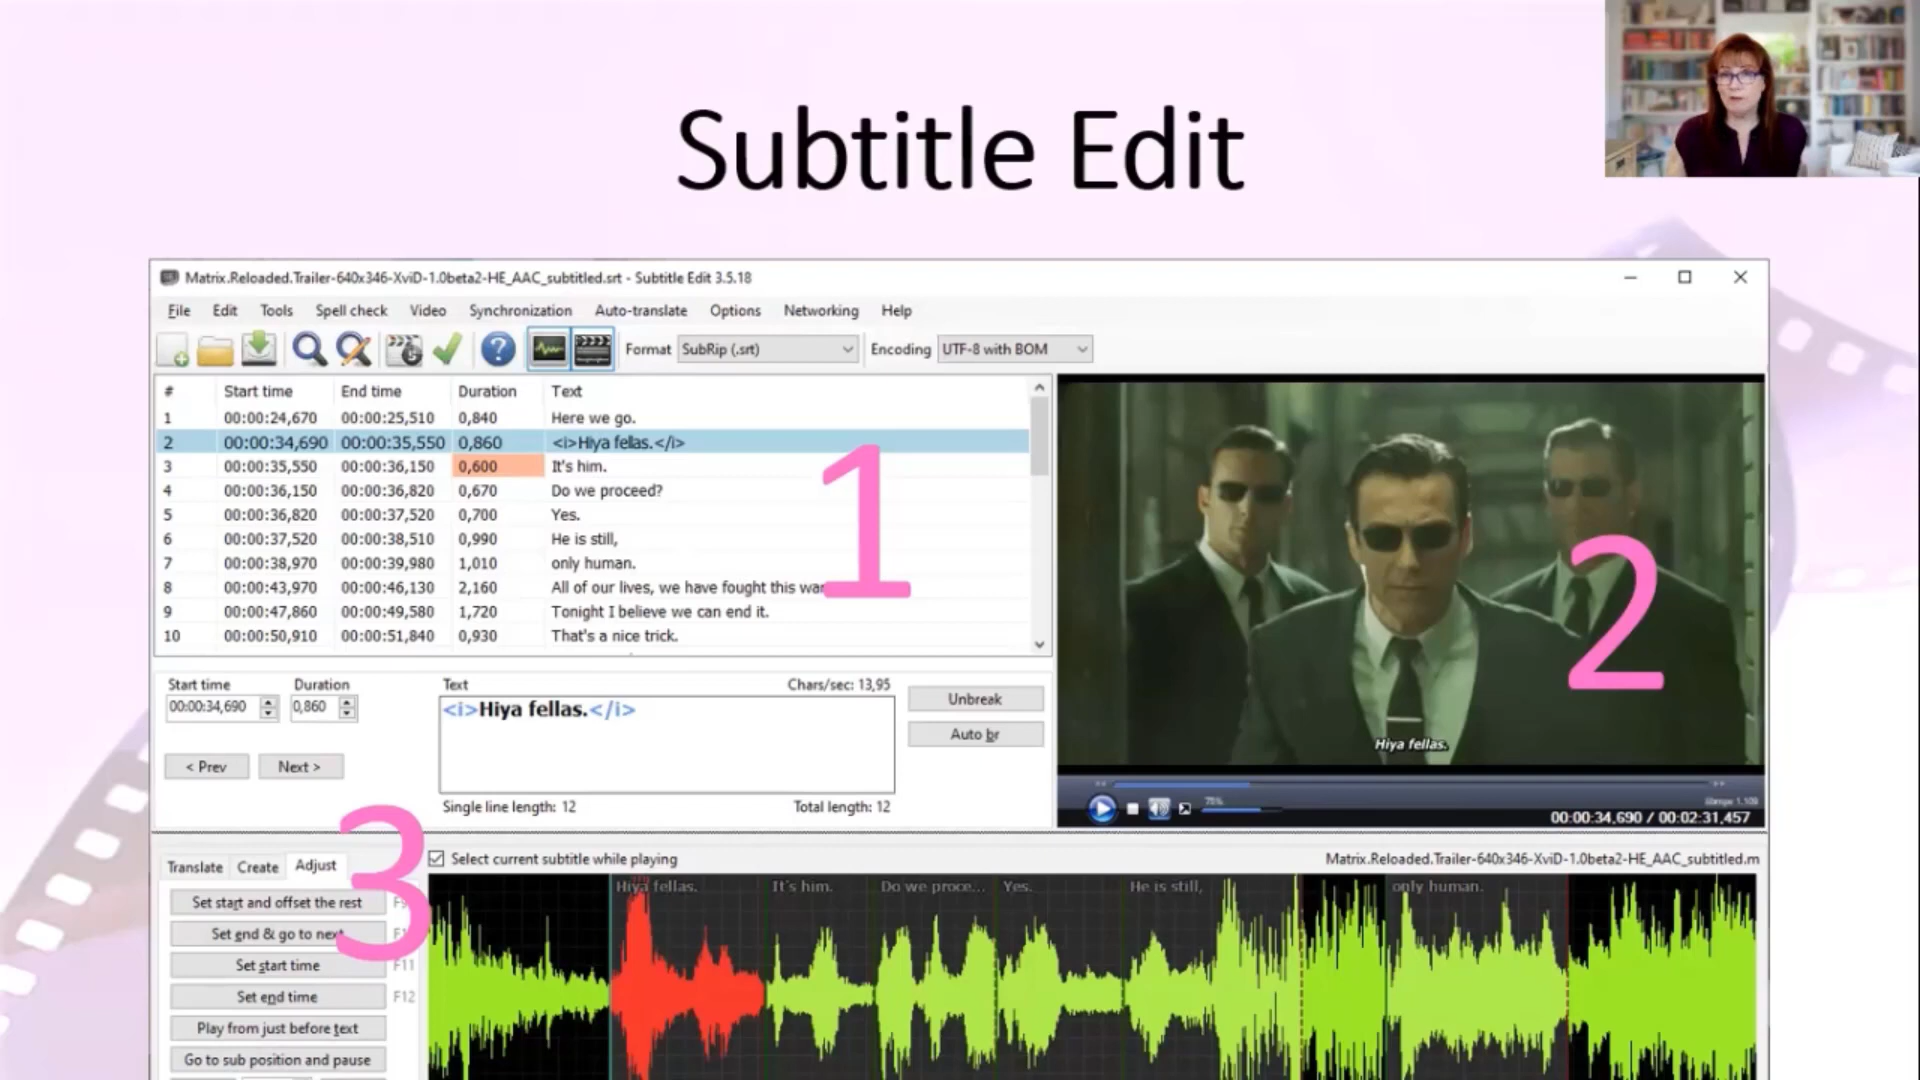 Subtitle Edit
Matrix.Reloaded.Trailer-640x346-XviD-1.0beta2-HE_AAC_subtitled.srt - Subtitle Edit 3.5.18
File Edit Tools Spell check Video Synchronization Auto-translate Options Networking Help
Format SubRip (.srt) Encoding UTF-8 with BOM
# Start time End time Duration Text
1 00:00:24,670 00:00:25,510 0,840 Here we go.
2 00:00:34,690 00:00:35,550 0,860 <i>Hiya fellas.</i>
3 00:00:35,550 00:00:36,150 0,600 It's him.
4 00:00:36,150 00:00:36,820 0,670 Do we proceed?
5 00:00:36,820 00:00:37,520 0,700 Yes.
6 00:00:37,520 00:00:38,510 0,990 He is still,
7 00:00:38,970 00:00:39,980 1,010 only human.
8 00:00:43,970 00:00:46,130 2,160 All of our lives, we have fought this war
9 00:00:47,860 00:00:49,580 1,720 Tonight I believe we can end it.
10 00:00:50,910 00:00:51,840 0,930 That's a nice trick.
1
2
Hiya fellas.
75%
00:00:34,690 / 00:02:31,457
Start time Duration Text Chars/sec: 13,95
00:00:34,690 0,860 <i>Hiya fellas.</i>
Unbreak
Auto br
< Prev Next >
Single line length: 12 Total length: 12
3
Translate Create Adjust
Select current subtitle while playing Matrix.Reloaded.Trailer-640x346-XviD-1.0beta2-HE_AAC_subtitled.m
Hiya fellas. It's him. Do we proce... Yes. He is still, only human.
Set start and offset the rest
Set end & go to next
Set start time F11
Set end time F12
Play from just before text
Go to sub position and pause